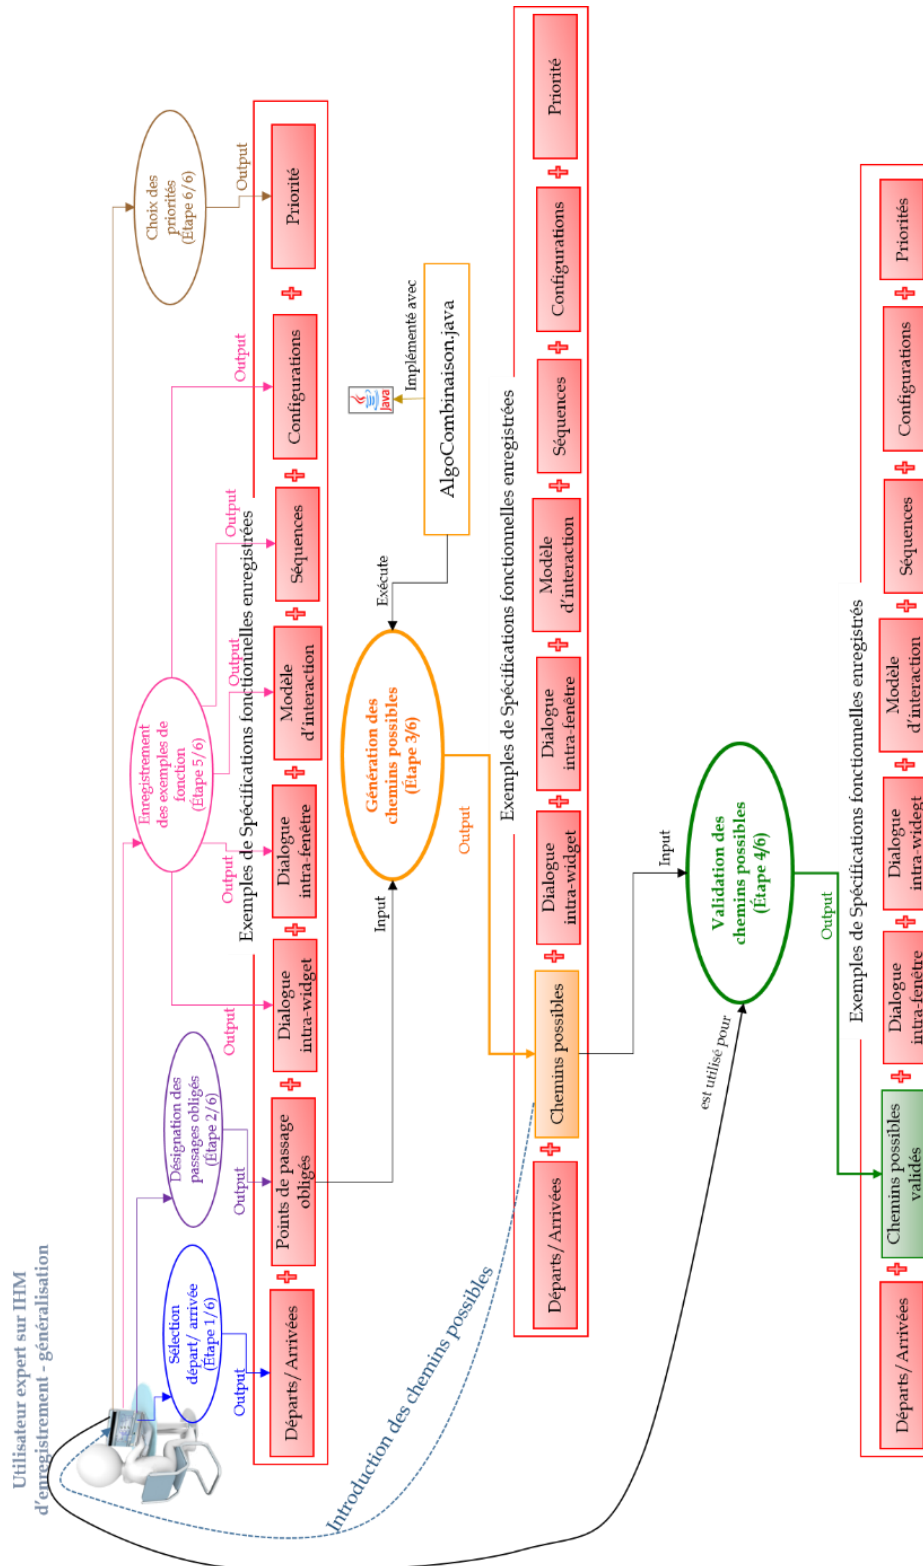 Utilisateur expert sur IHM
d'enregistrement - généralisation
Sélection
départ/ arrivée
(Étape 1/6)
Désignation des
passages obligés
(Étape 2/6)
Enregistrement
des exemples de
fonction
(Étape 5/6)
Choix des
priorités
(Étape 6/6)
Output
Output
Output
Output
Output
Output
Output
Output
Exemples de Spécifications fonctionnelles enregistrées
Départs/Arrivées
Points de passage
obligés
Dialogue
intra-widget
Dialogue
intra-fenêtre
Modèle
d'interaction
Séquences
Configurations
Priorité
Input
Génération des
chemins possibles
(Étape 3/6)
Exécute
AlgoCombinaison.java
Implémenté avec
Java
Introduction des chemins possibles
Output
Exemples de Spécifications fonctionnelles enregistrées
Départs/Arrivées
Chemins possibles
Dialogue
intra-widget
Dialogue
intra-fenêtre
Modèle
d'interaction
Séquences
Configurations
Priorité
Input
est utilisé pour
Validation des
chemins possibles
(Étape 4/6)
Output
Exemples de Spécifications fonctionnelles enregistrés
Départs/Arrivées
Chemins possibles
validés
Dialogue
intra-fenêtre
Dialogue
intra-widegt
Modèle
d'interaction
Séquences
Configurations
Priorités